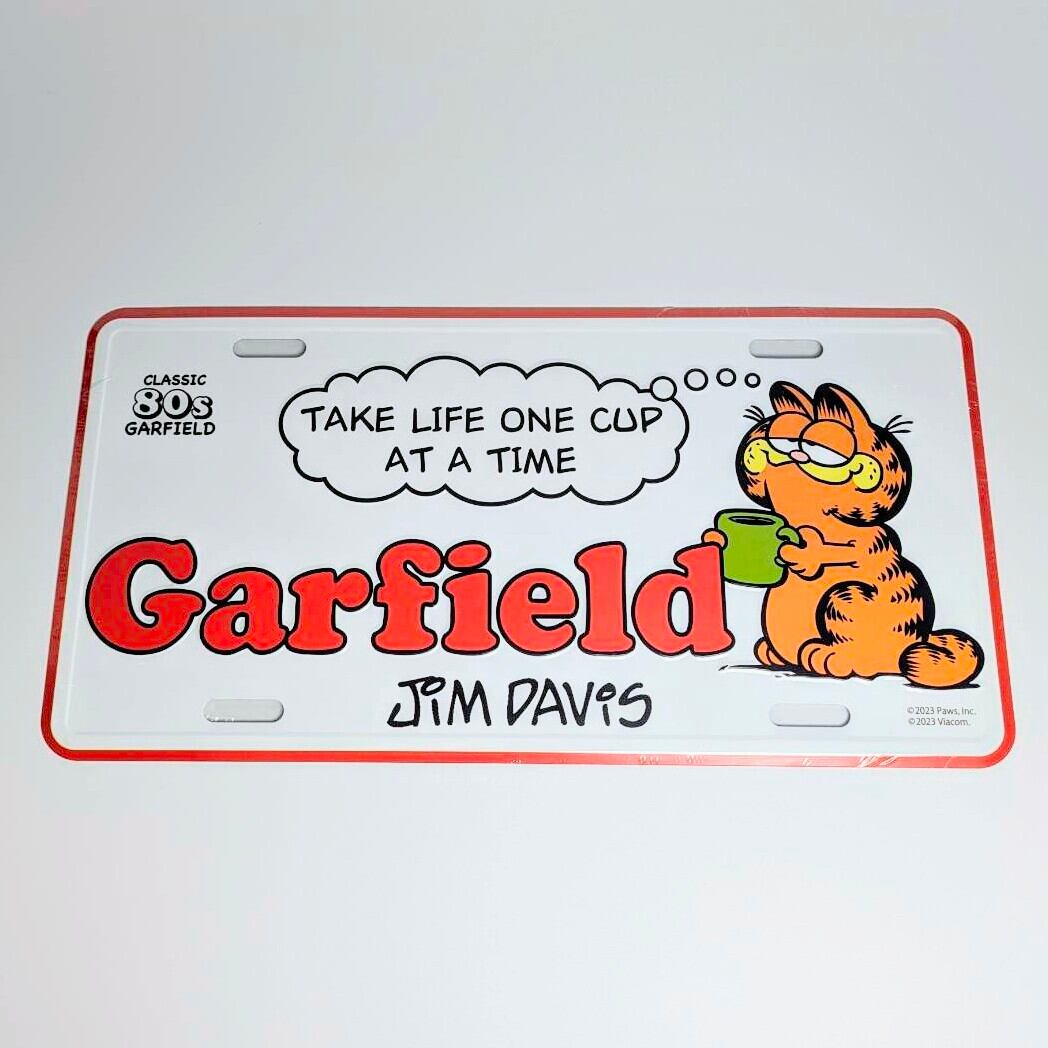 CLASSIC
80s
GARFIELD
TAKE LIFE ONE CUP
AT A TIME
Garfield
JIM DAVIS
©2023 Paws, Inc.
©2023 Viacom.